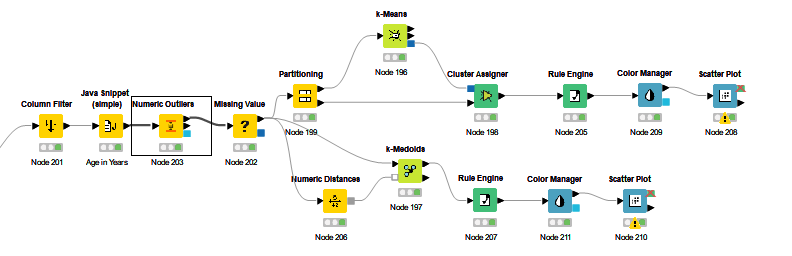 k-Means
Node 196
Partitioning
Node 199
Cluster Assigner
Node 198
Rule Engine
Node 205
Color Manager
Node 209
Scatter Plot
Node 208
Column Filter
Node 201
Java Snippet
(simple)
Age in Years
Numeric Outliers
Node 203
Missing Value
?
Node 202
k-Medoids
Node 197
Numeric Distances
Node 206
Rule Engine
Node 207
Color Manager
Node 211
Scatter Plot
Node 210